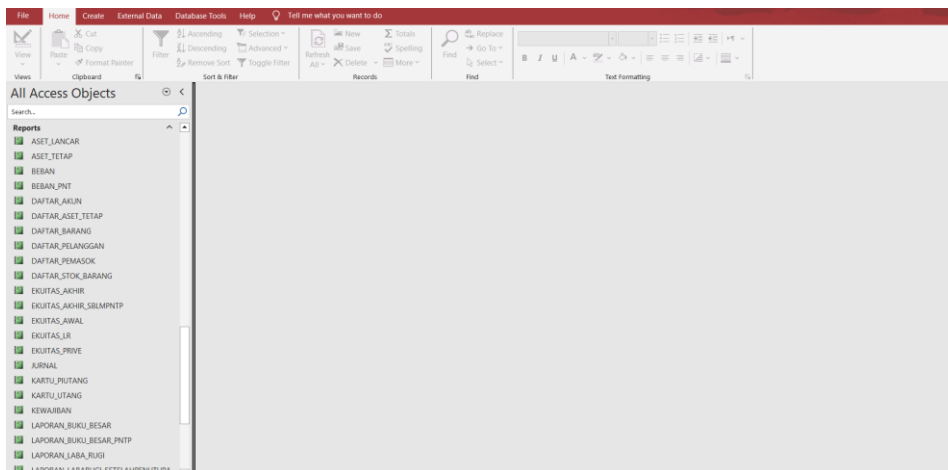 File Home Create External Data Database Tools Help Tell me what you want to do
View
Views
Paste
Cut
Copy
Format Painter
Clipboard
Filter
Ascending
Descending
Remove Sort
Selection
Advanced
Toggle Filter
Sort & Filter
Refresh All
New
Save
Delete
Totals
Spelling
More
Records
Find
Replace
Go To
Select
Find
B I U A
Text Formatting
All Access Objects
Search...
Reports
ASET_LANCAR
ASET_TETAP
BEBAN
BEBAN_PNT
DAFTAR_AKUN
DAFTAR_ASET_TETAP
DAFTAR_BARANG
DAFTAR_PELANGGAN
DAFTAR_PEMASOK
DAFTAR_STOK_BARANG
EKUITAS_AKHIR
EKUITAS_AKHIR_SBLMPNTP
EKUITAS_AWAL
EKUITAS_LR
EKUITAS_PRIVE
JURNAL
KARTU_PIUTANG
KARTU_UTANG
KEWAJIBAN
LAPORAN_BUKU_BESAR
LAPORAN_BUKU_BESAR_PNTP
LAPORAN_LABA_RUGI